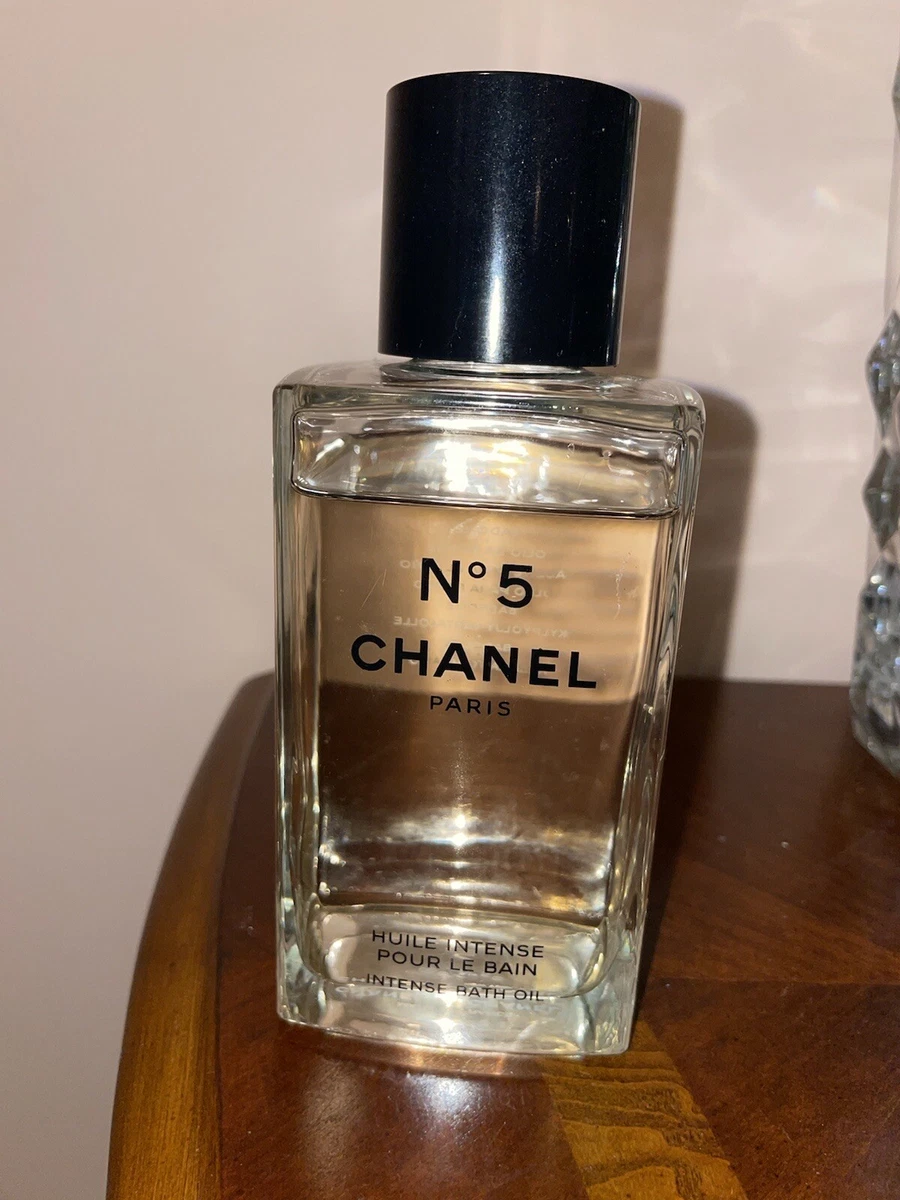 N°5
CHANEL
PARIS
HUILE INTENSE
POUR LE BAIN
INTENSE BATH OIL